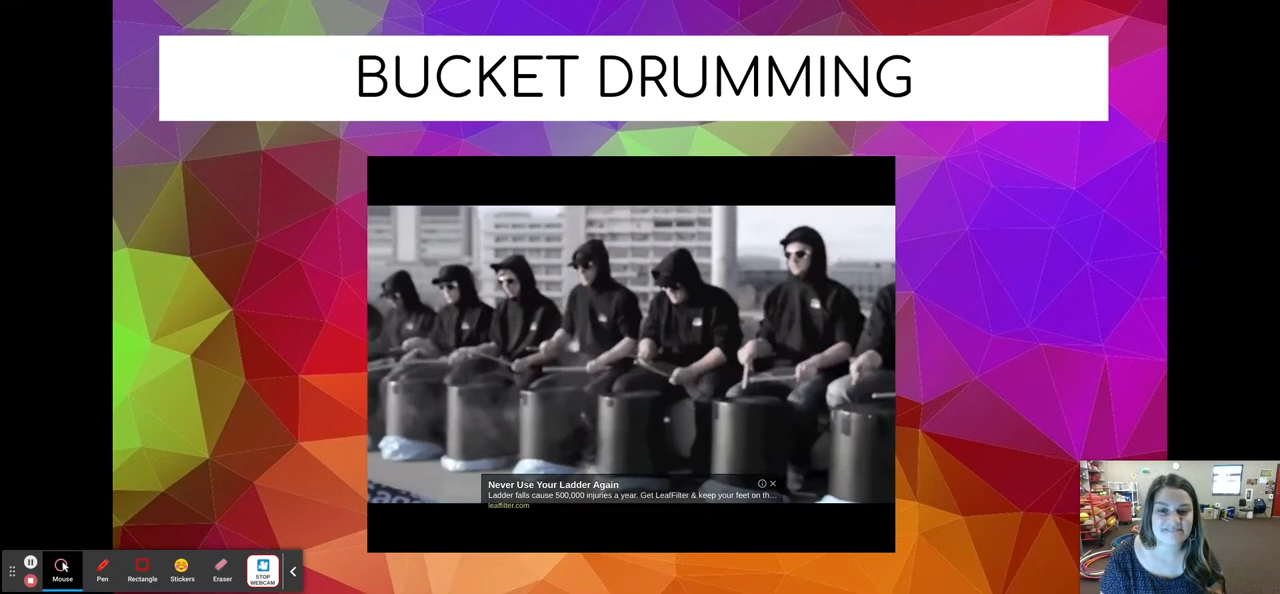 BUCKET DRUMMING
Never Use Your Ladder Again
Ladder falls cause 500,000 injuries a year. Get LeafFilter & keep your feet on th...
leaffilter.com
Mouse
Pen
Rectangle
Stickers
Eraser
STOP
WEBCAM